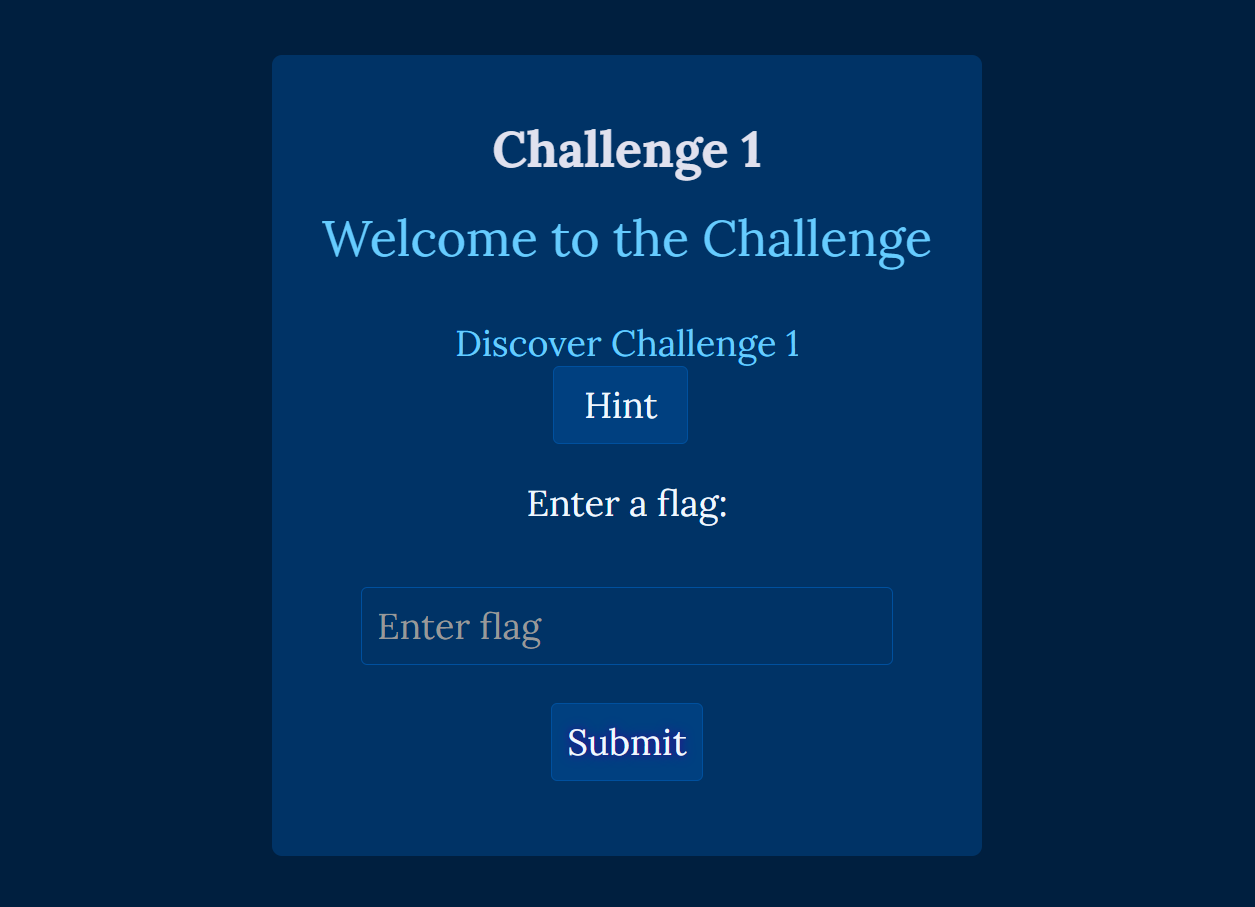 Challenge 1
Welcome to the Challenge
Discover Challenge 1
Hint
Enter a flag:
Enter flag
Submit